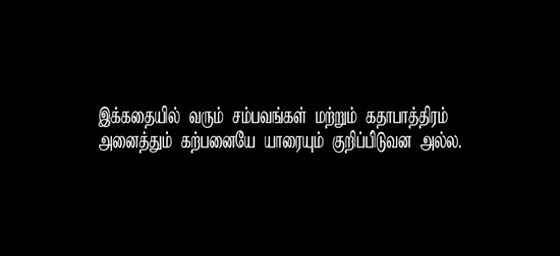 இக்கதையில் வரும் சம்பவங்கள் மற்றும் கதாபாத்திரம்
அனைத்தும் கற்பனையே யாரையும் குறிப்பிடுவன அல்ல.